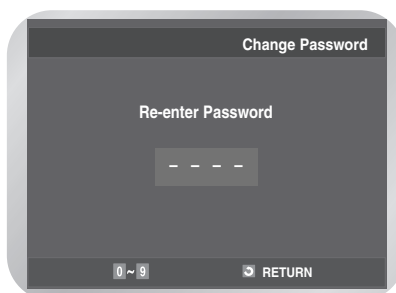 Change Password
Re-enter Password
– – – –
0 ~ 9 RETURN